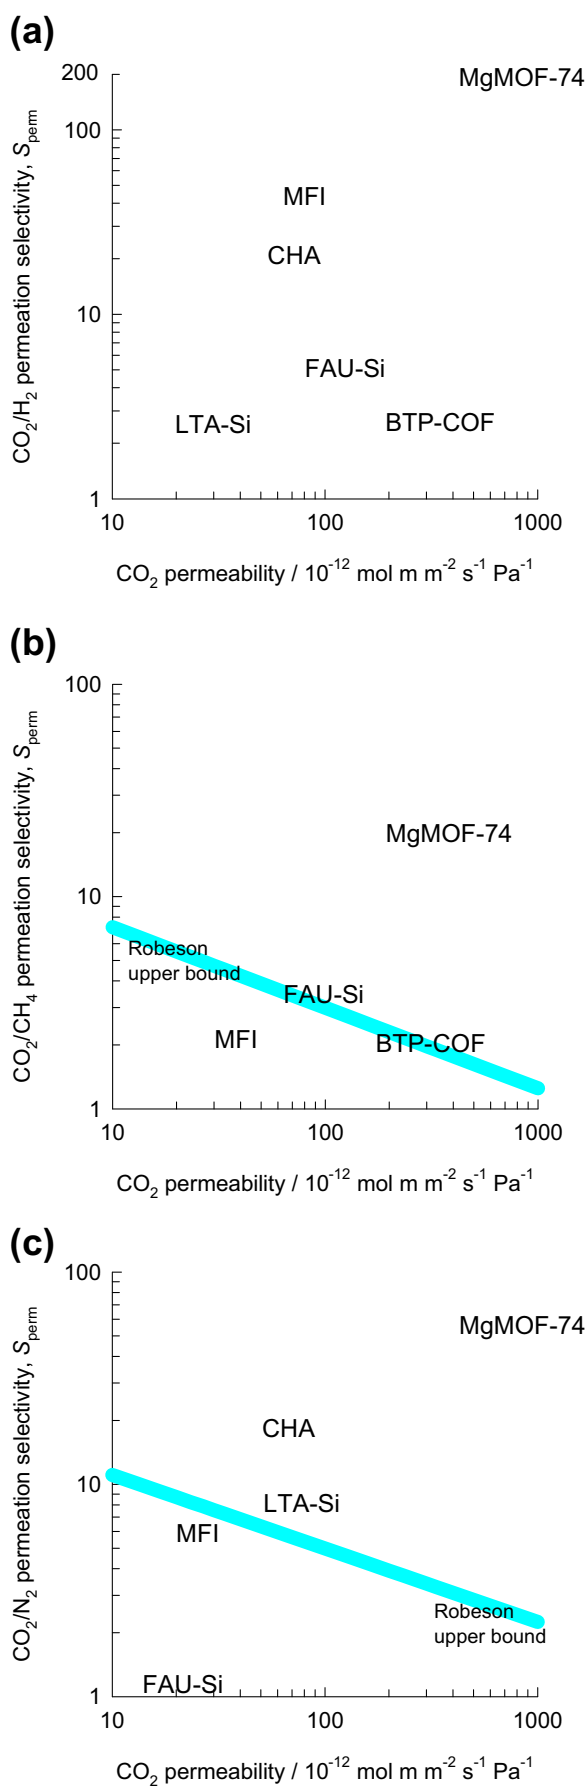 (a)
CO₂/H₂ permeation selectivity, Sperm
200
100
10
1
MgMOF-74
MFI
CHA
FAU-Si
LTA-Si
BTP-COF
10
100
1000
CO₂ permeability / 10⁻¹² mol m m⁻² s⁻¹ Pa⁻¹
(b)
CO₂/CH₄ permeation selectivity, Sperm
100
10
1
MgMOF-74
Robeson
upper bound
FAU-Si
MFI
BTP-COF
10
100
1000
CO₂ permeability / 10⁻¹² mol m m⁻² s⁻¹ Pa⁻¹
(c)
CO₂/N₂ permeation selectivity, Sperm
100
10
1
MgMOF-74
CHA
LTA-Si
MFI
Robeson
upper bound
FAU-Si
10
100
1000
CO₂ permeability / 10⁻¹² mol m m⁻² s⁻¹ Pa⁻¹